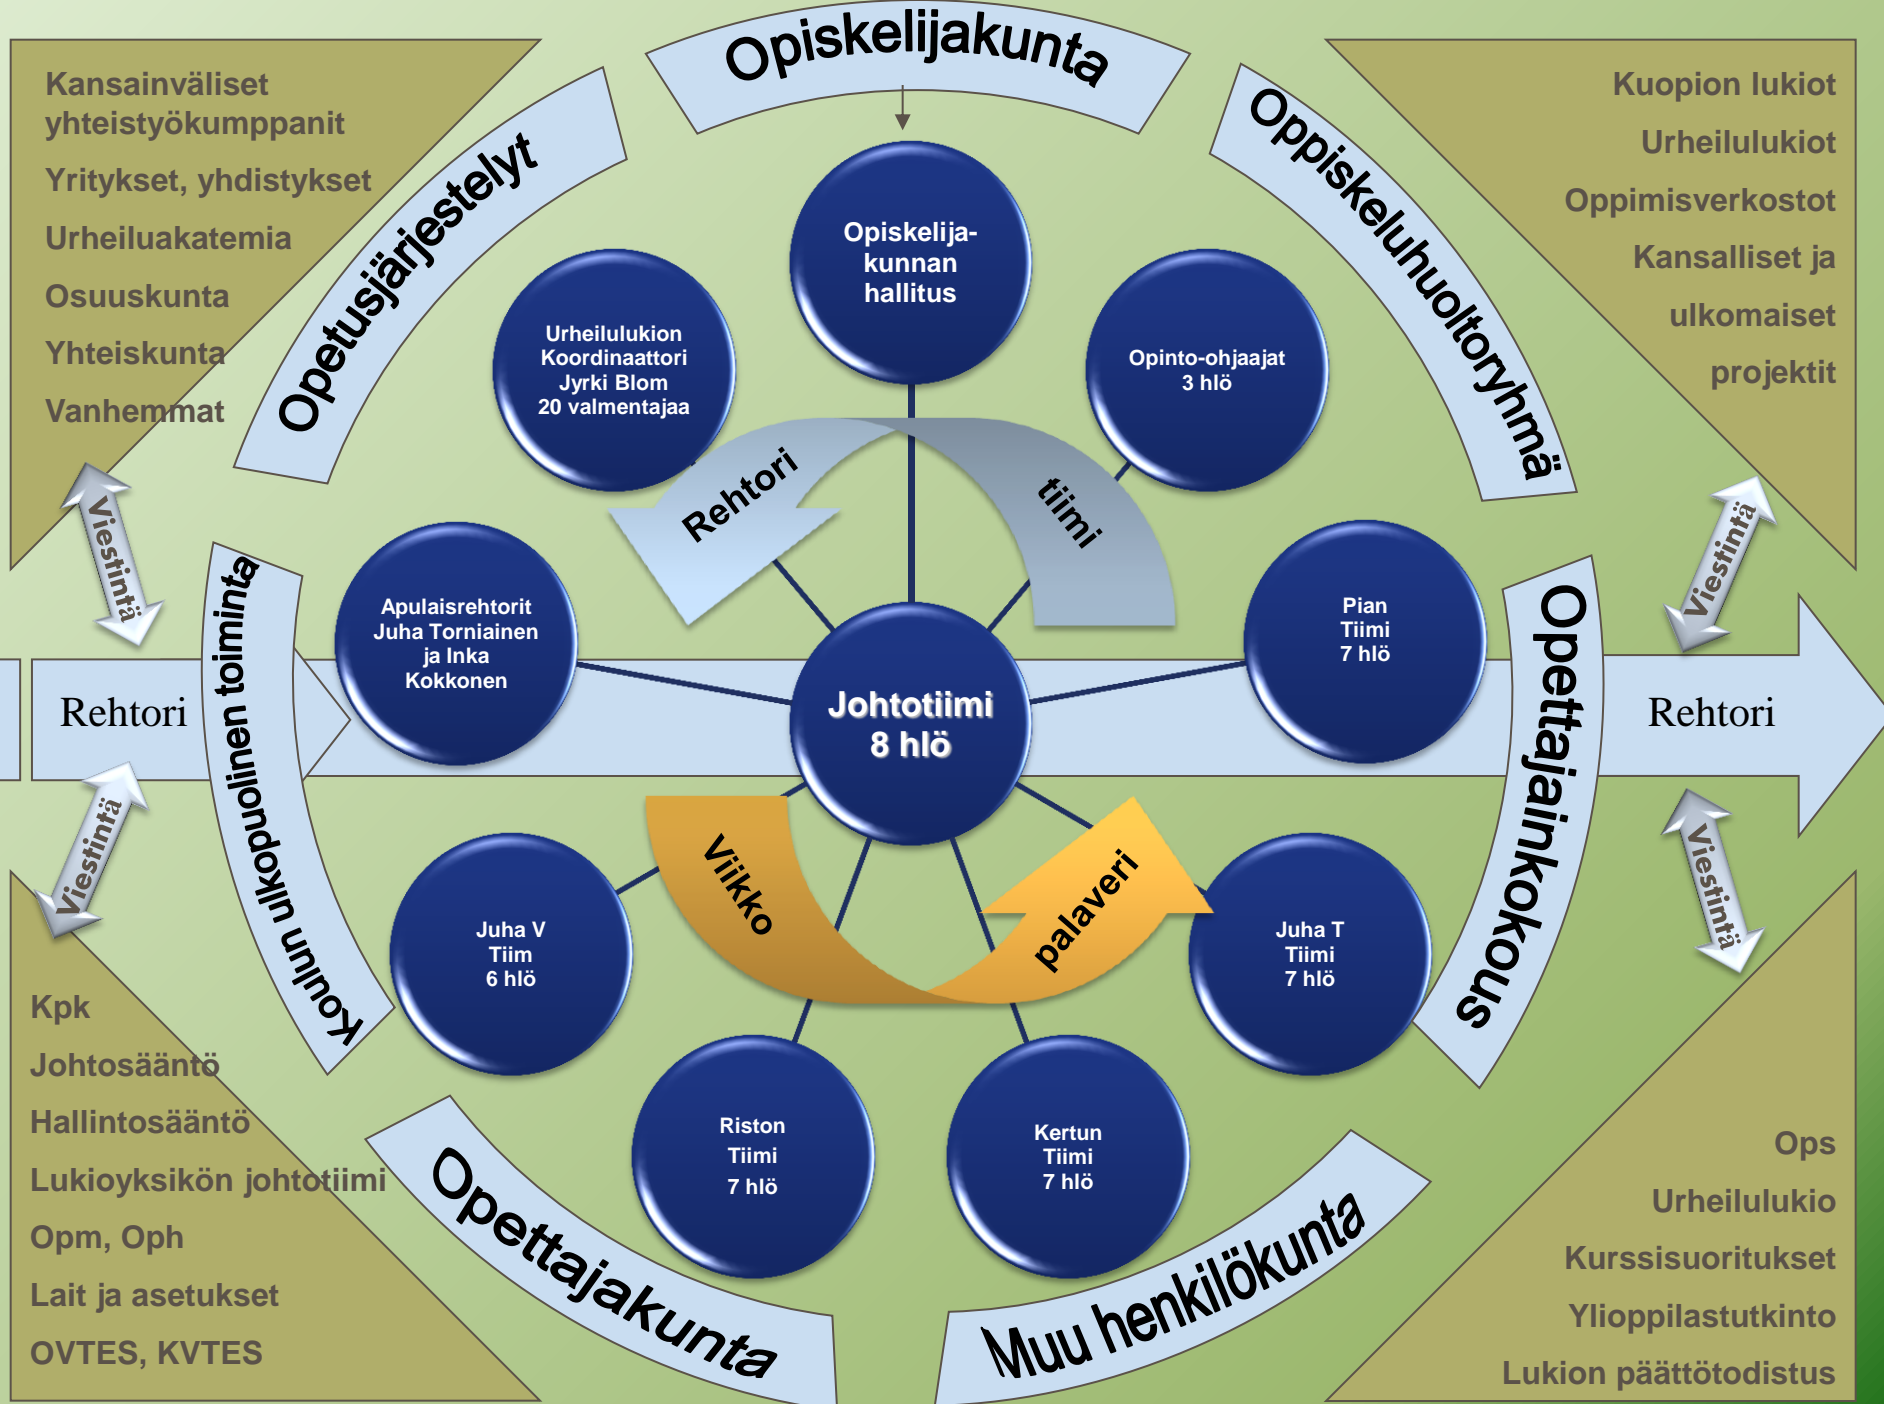 Opiskelijakunta
Kansainväliset
yhteistyökumppanit
Yritykset, yhdistykset
Urheiluakatemia
Osuuskunta
Yhteiskunta
Vanhemmat
Kuopion lukiot
Urheilulukiot
Oppimisverkostot
Kansalliset ja
ulkomaiset
projektit
Opetusjärjestelyt
Oppiskeluhuoltoryhmä
Opiskelija-
kunnan
hallitus
Urheilulukion
Koordinaattori
Jyrki Blom
20 valmentajaa
Opinto-ohjaajat
3 hlö
Rehtori
tiimi
Viestintä
Viestintä
Koulun ulkopuolinen toiminta
Apulaisrehtorit
Juha Torniainen
ja Inka
Kokkonen
Pian
Tiimi
7 hlö
Opettajainkokous
Rehtori
Johtotiimi
8 hlö
Rehtori
Viestintä
Viestintä
Viikko
palaveri
Juha V
Tiim
6 hlö
Juha T
Tiimi
7 hlö
Riston
Tiimi
7 hlö
Kertun
Tiimi
7 hlö
Kpk
Johtosääntö
Hallintosääntö
Lukioyksikön johtotiimi
Opm, Oph
Lait ja asetukset
OVTES, KVTES
Opettajakunta
Muu henkilökunta
Ops
Urheilulukio
Kurssisuoritukset
Ylioppilastutkinto
Lukion päättötodistus